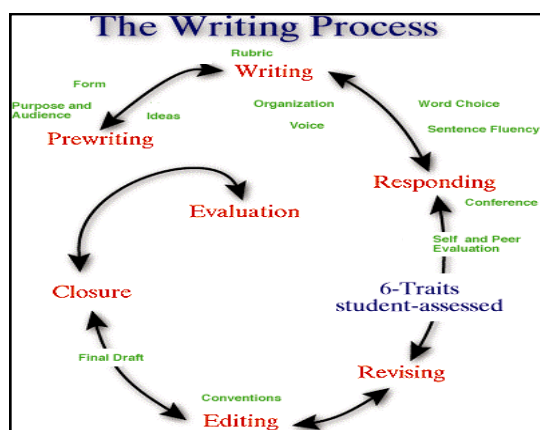 The Writing Process
Rubric
Writing
Form
Purpose and
Audience
Ideas
Prewriting
Organization
Voice
Word Choice
Sentence Fluency
Responding
Conference
Self and Peer
Evaluation
6-Traits
student-assessed
Revising
Conventions
Editing
Final Draft
Closure
Evaluation